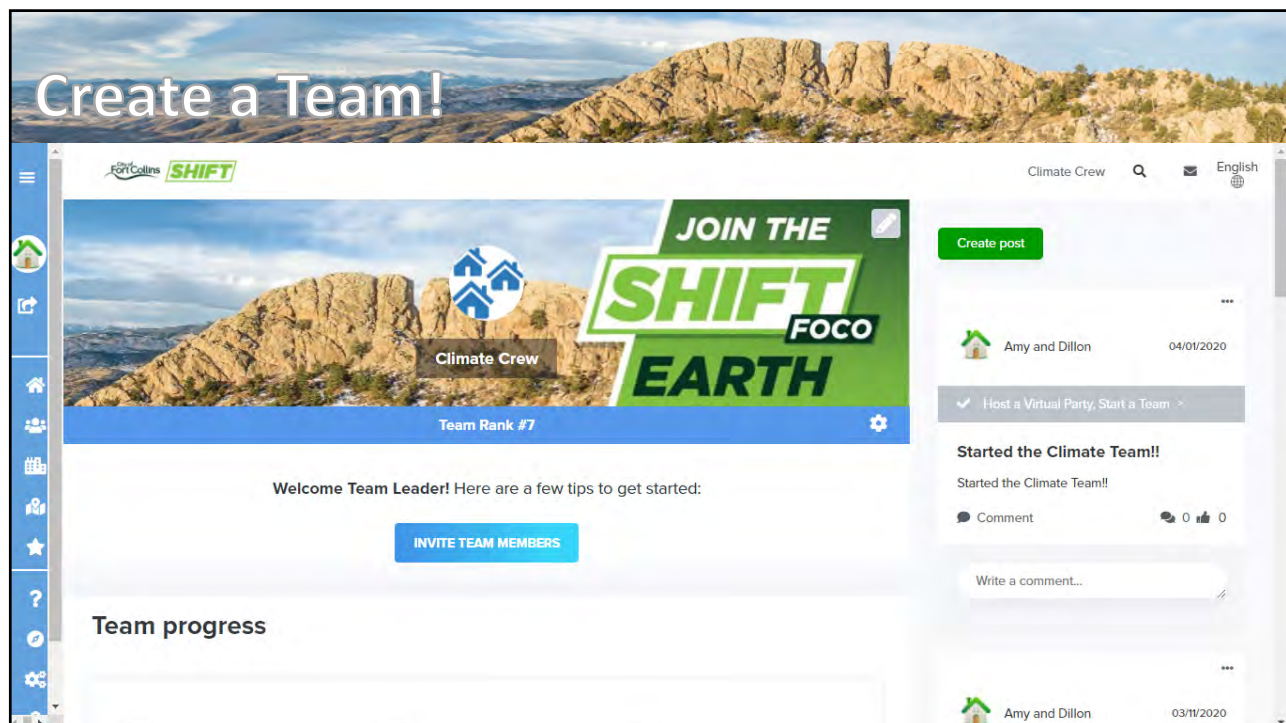 Create a Team!
City of
Fort Collins
SHIFT
Climate Crew
English
JOIN THE
SHIFT
FOCO
EARTH
Climate Crew
Team Rank #7
Welcome Team Leader! Here are a few tips to get started:
INVITE TEAM MEMBERS
Team progress
Create post
Amy and Dillon
04/01/2020
Host a Virtual Party, Start a Team >
Started the Climate Team!!
Started the Climate Team!!
Comment
0
0
Write a comment...
Amy and Dillon
03/11/2020